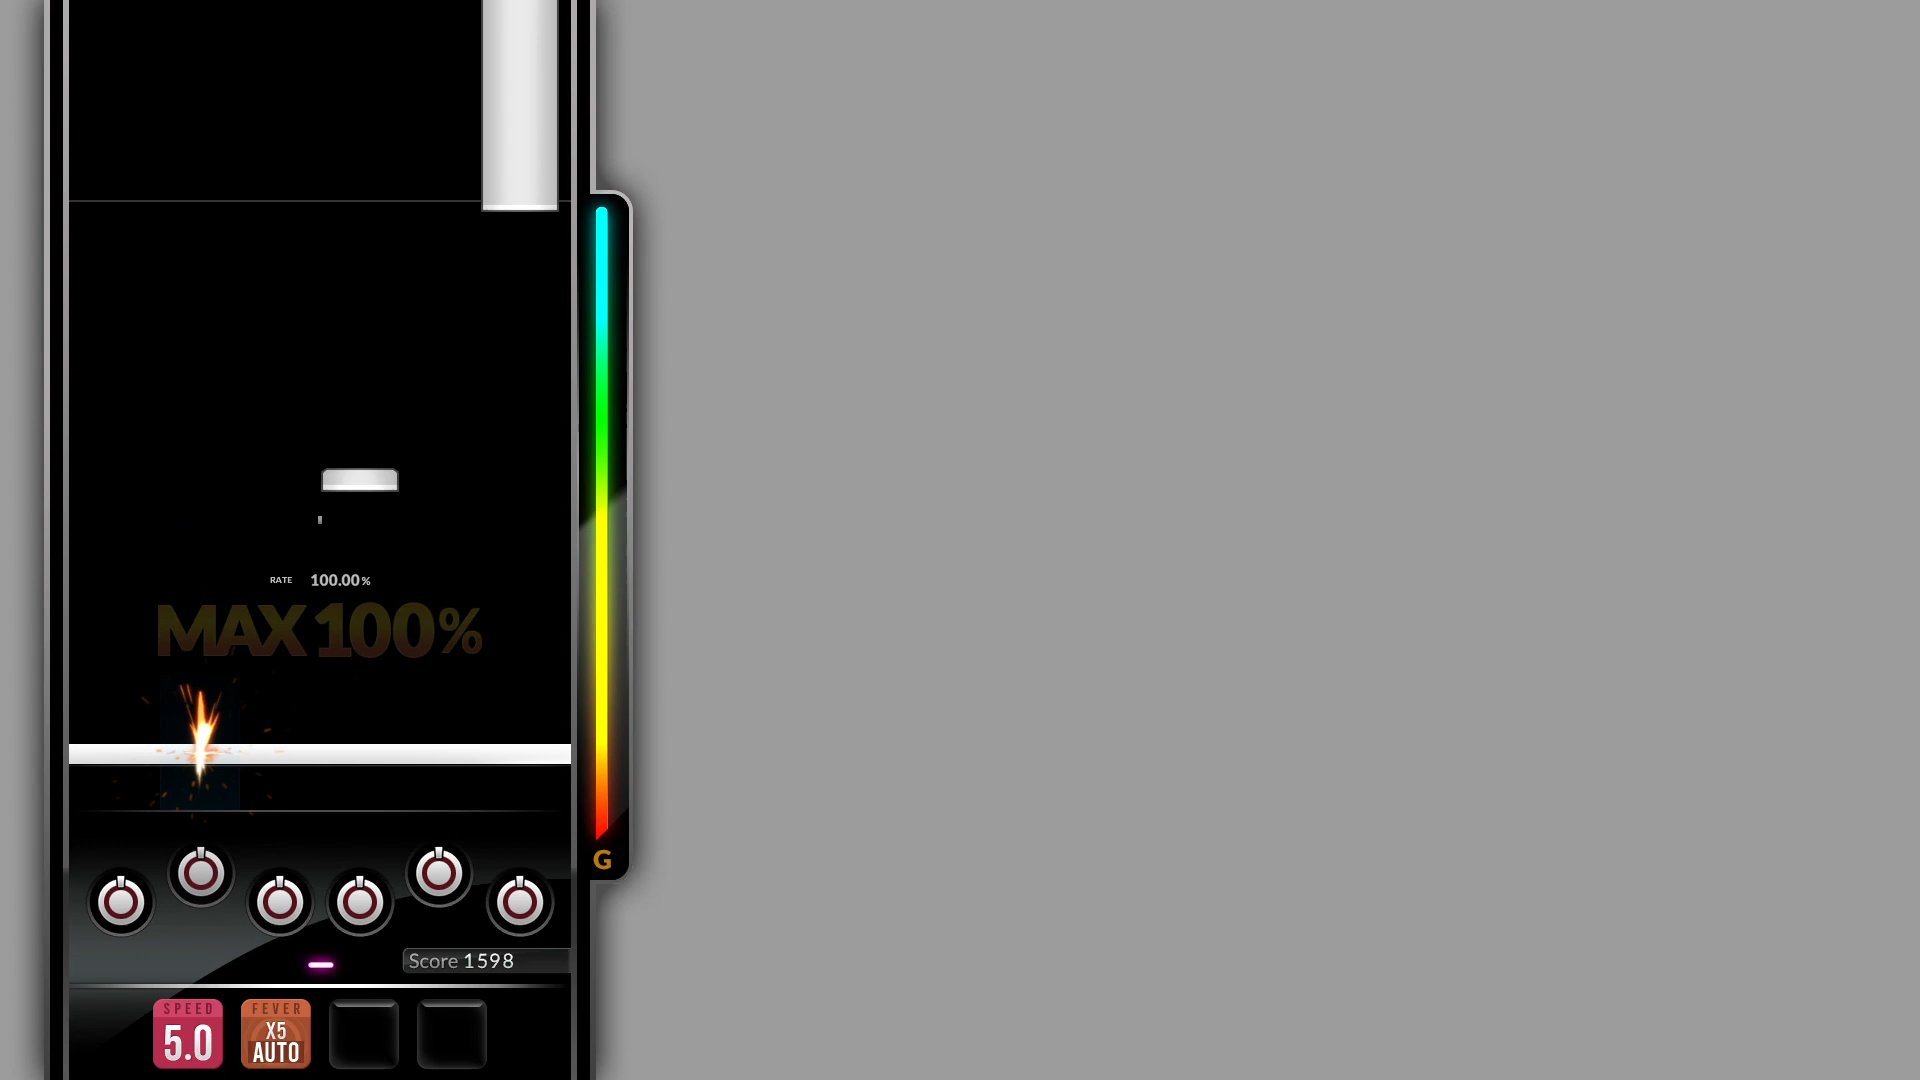 RATE 100.00%
MAX 100%
G
Score 1598
SPEED
5.0
FEVER
X5
AUTO